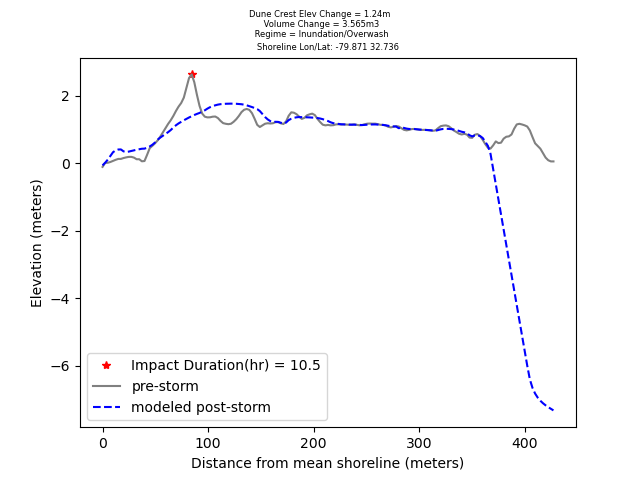 Dune Crest Elev Change = 1.24m
Volume Change = 3.565m3
Regime = Inundation/Overwash
Shoreline Lon/Lat: -79.871 32.736
2
0
−2
−4
−6
Elevation (meters)
Impact Duration(hr) = 10.5
pre-storm
modeled post-storm
0 100 200 300 400
Distance from mean shoreline (meters)